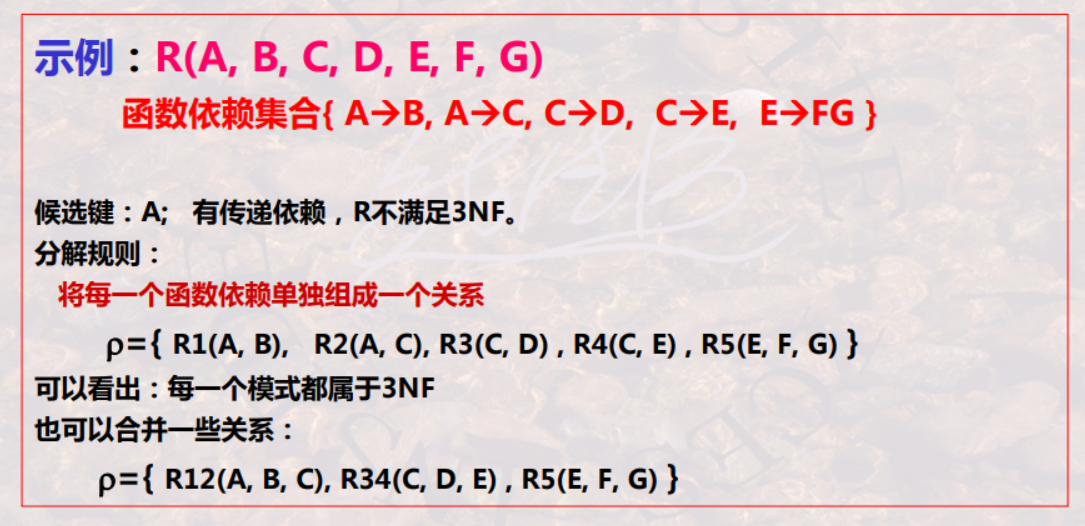 示例：R(A, B, C, D, E, F, G)
函数依赖集合{ A→B, A→C, C→D, C→E, E→FG }
候选键：A; 有传递依赖，R不满足3NF。
分解规则：
将每一个函数依赖单独组成一个关系
ρ={ R1(A, B), R2(A, C), R3(C, D) , R4(C, E) , R5(E, F, G) }
可以看出：每一个模式都属于3NF
也可以合并一些关系：
ρ={ R12(A, B, C), R34(C, D, E) , R5(E, F, G) }